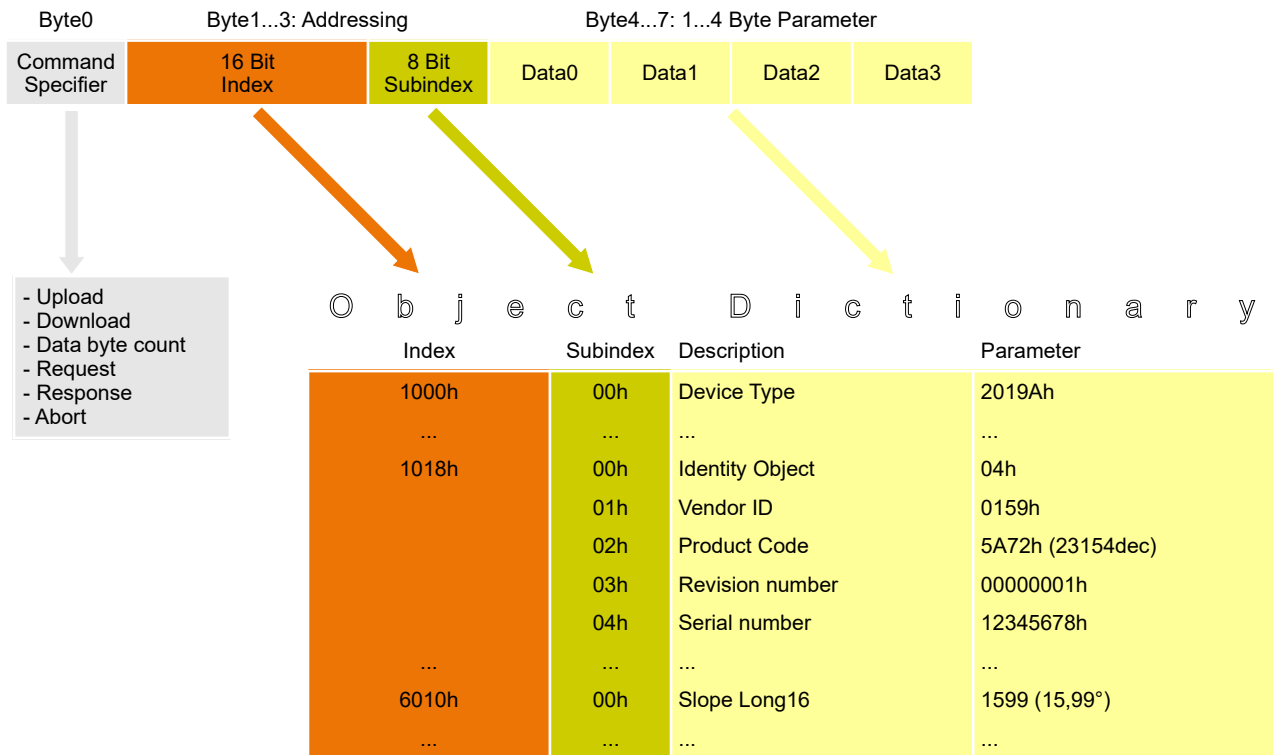 Byte0 Byte1...3: Addressing Byte4...7: 1...4 Byte Parameter
Command Specifier
16 Bit Index
8 Bit Subindex
Data0 Data1 Data2 Data3
- Upload
- Download
- Data byte count
- Request
- Response
- Abort
Object Dictionary
Index Subindex Description Parameter
1000h 00h Device Type 2019Ah
... ... ... ...
1018h 00h Identity Object 04h
01h Vendor ID 0159h
02h Product Code 5A72h (23154dec)
03h Revision number 00000001h
04h Serial number 12345678h
... ... ... ...
6010h 00h Slope Long16 1599 (15,99°)
... ... ... ...